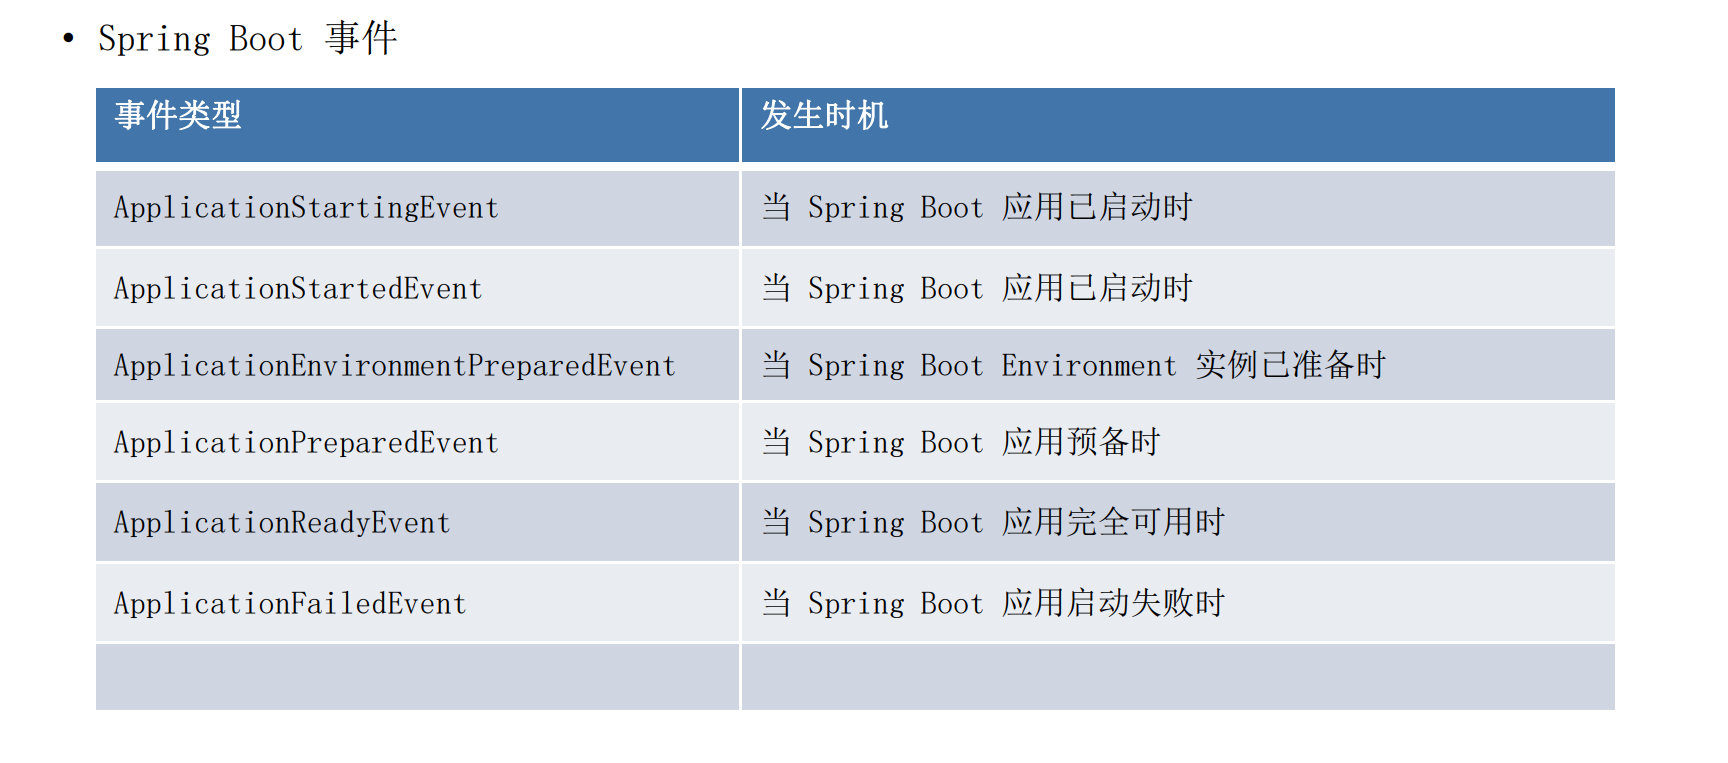 • Spring Boot 事件
事件类型 发生时机
ApplicationStartingEvent 当 Spring Boot 应用已启动时
ApplicationStartedEvent 当 Spring Boot 应用已启动时
ApplicationEnvironmentPreparedEvent 当 Spring Boot Environment 实例已准备时
ApplicationPreparedEvent 当 Spring Boot 应用预备时
ApplicationReadyEvent 当 Spring Boot 应用完全可用时
ApplicationFailedEvent 当 Spring Boot 应用启动失败时